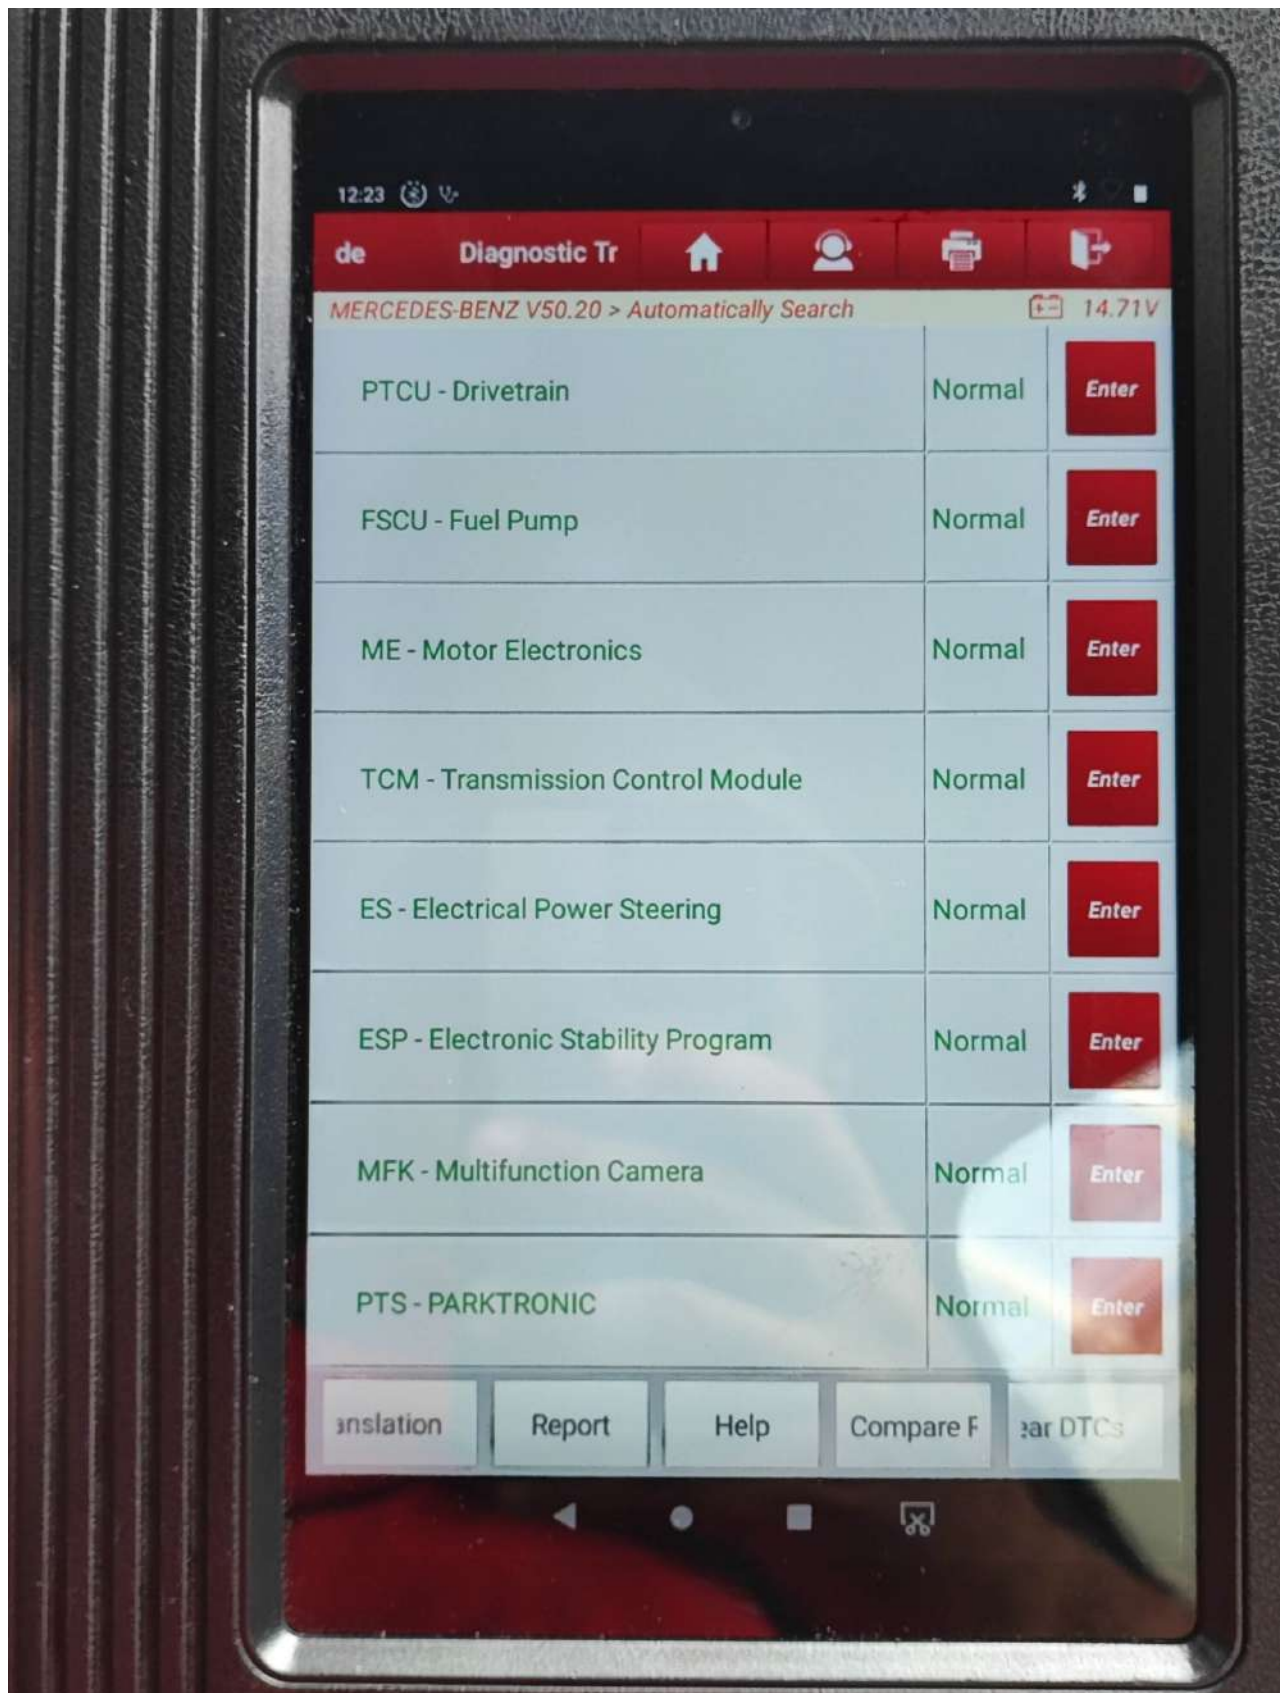 12:23
de Diagnostic Tr
MERCEDES-BENZ V50.20 > Automatically Search 14.71V
PTCU - Drivetrain Normal Enter
FSCU - Fuel Pump Normal Enter
ME - Motor Electronics Normal Enter
TCM - Transmission Control Module Normal Enter
ES - Electrical Power Steering Normal Enter
ESP - Electronic Stability Program Normal Enter
MFK - Multifunction Camera Normal Enter
PTS - PARKTRONIC Normal Enter
anslation Report Help Compare F ear DTCs